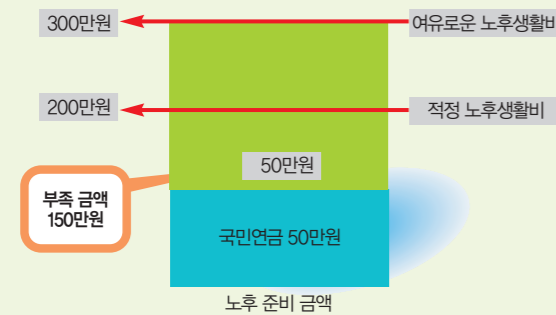 300만원
여유로운 노후생활비
200만원
적정 노후생활비
50만원
부족 금액
150만원
국민연금 50만원
노후 준비 금액